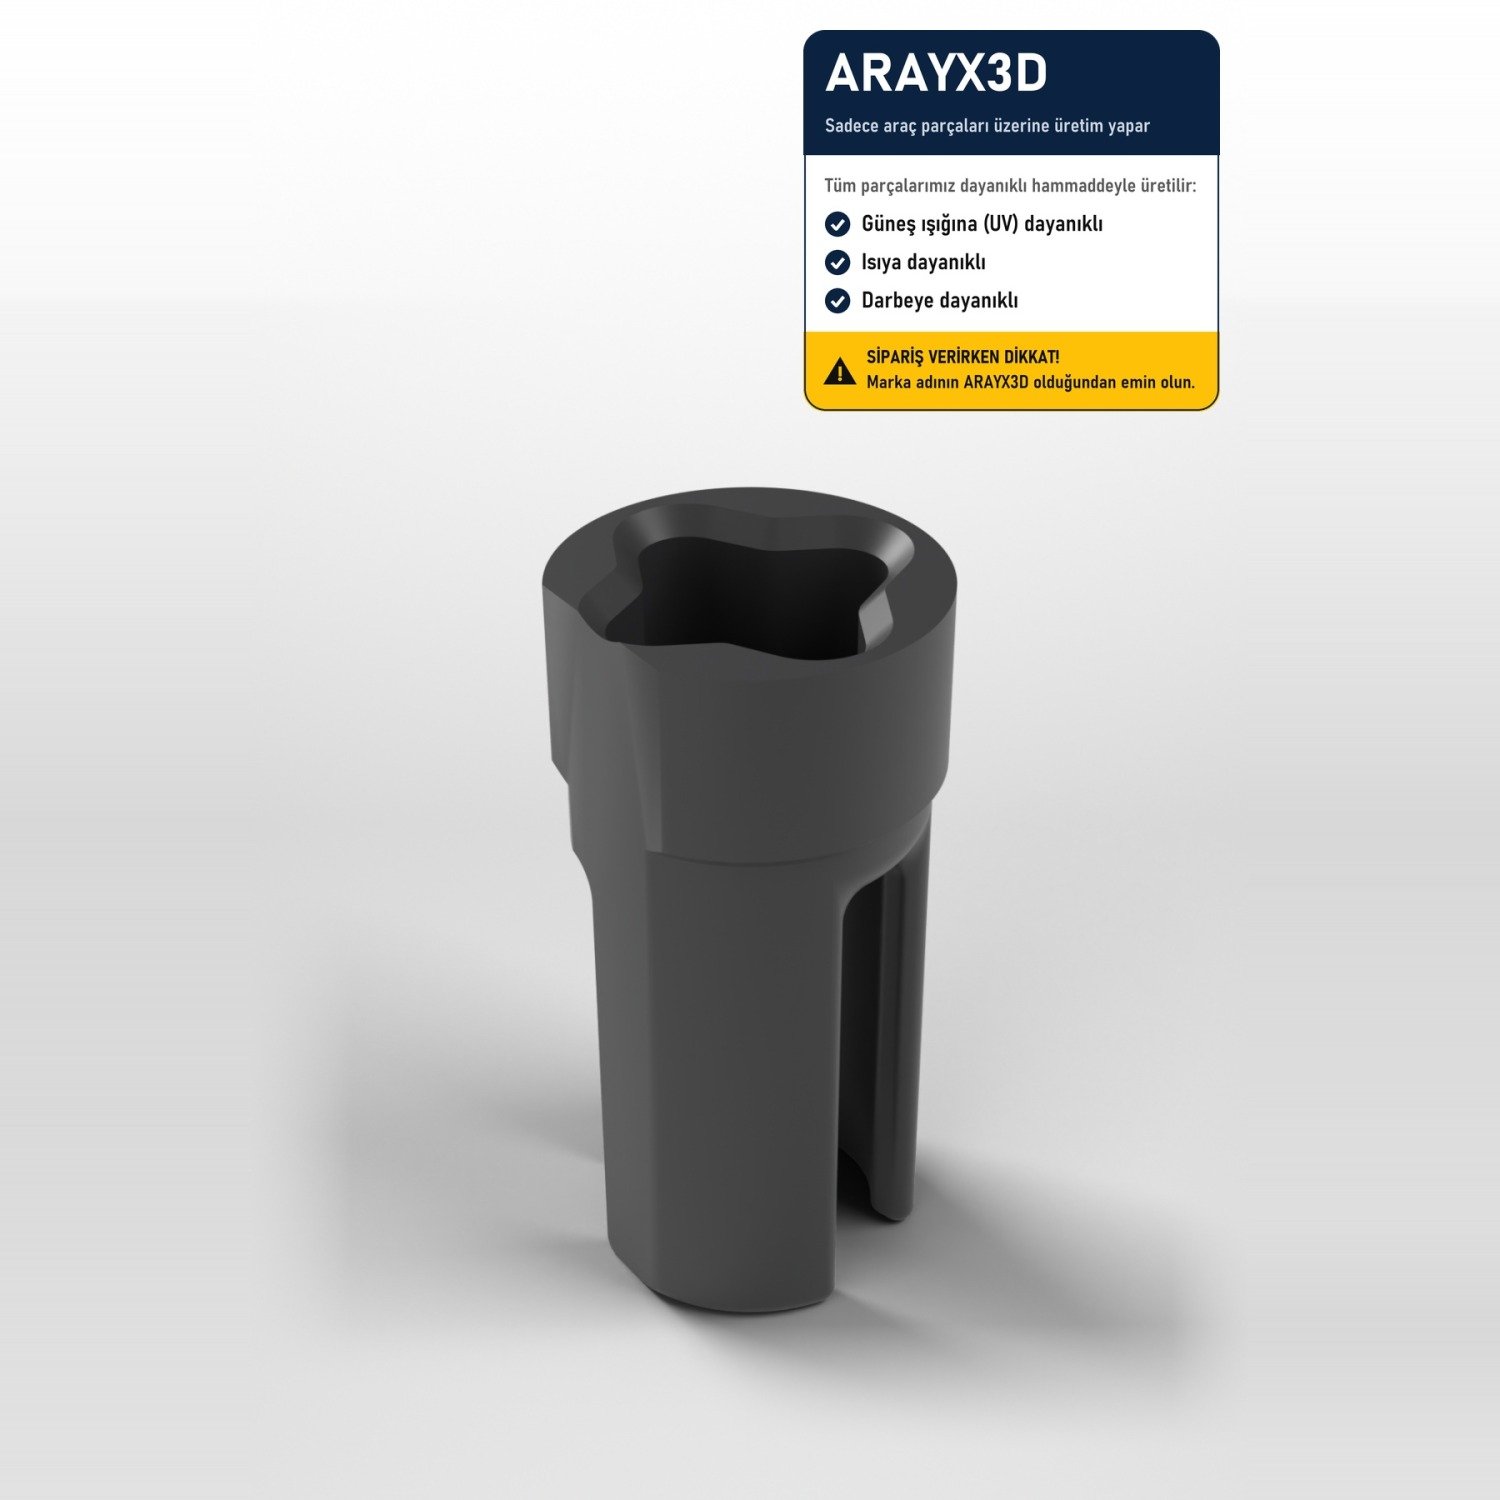 ARAYX3D
Sadece araç parçaları üzerine üretim yapar
Tüm parçalarımız dayanıklı hammaddeyle üretilir:
Güneş ışığına (UV) dayanıklı
Isıya dayanıklı
Darbeye dayanıklı
SİPARİŞ VERİRKEN DİKKAT!
Marka adının ARAYX3D olduğundan emin olun.